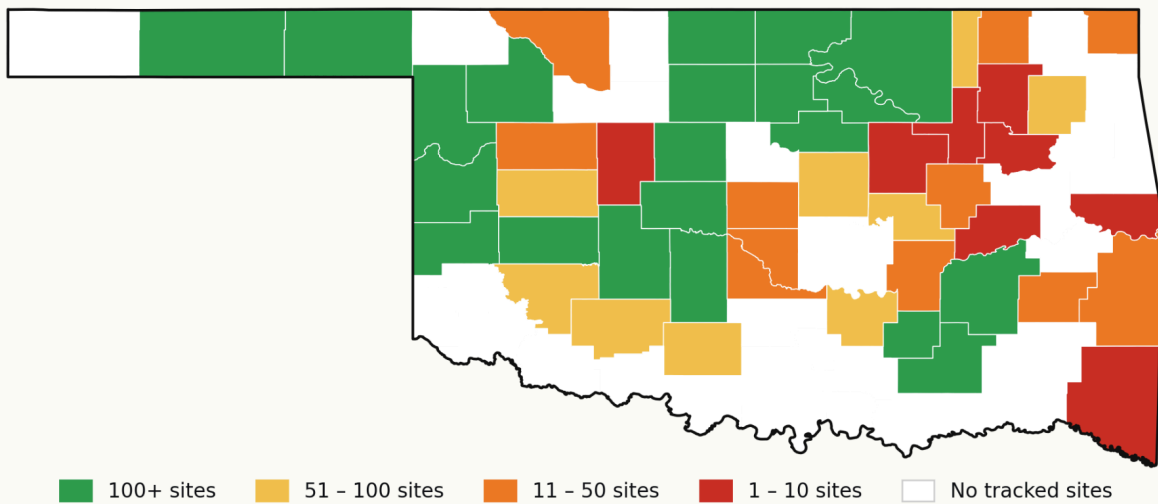 100+ sites 51 – 100 sites 11 – 50 sites 1 – 10 sites No tracked sites